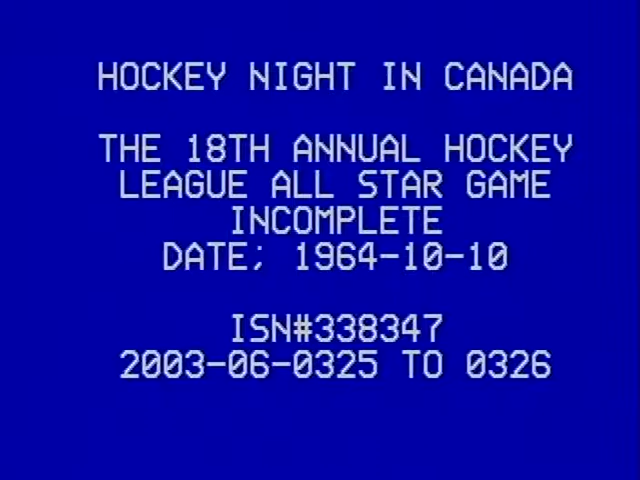 HOCKEY NIGHT IN CANADA
THE 18TH ANNUAL HOCKEY
LEAGUE ALL STAR GAME
INCOMPLETE
DATE; 1964-10-10
ISN#338347
2003-06-0325 TO 0326